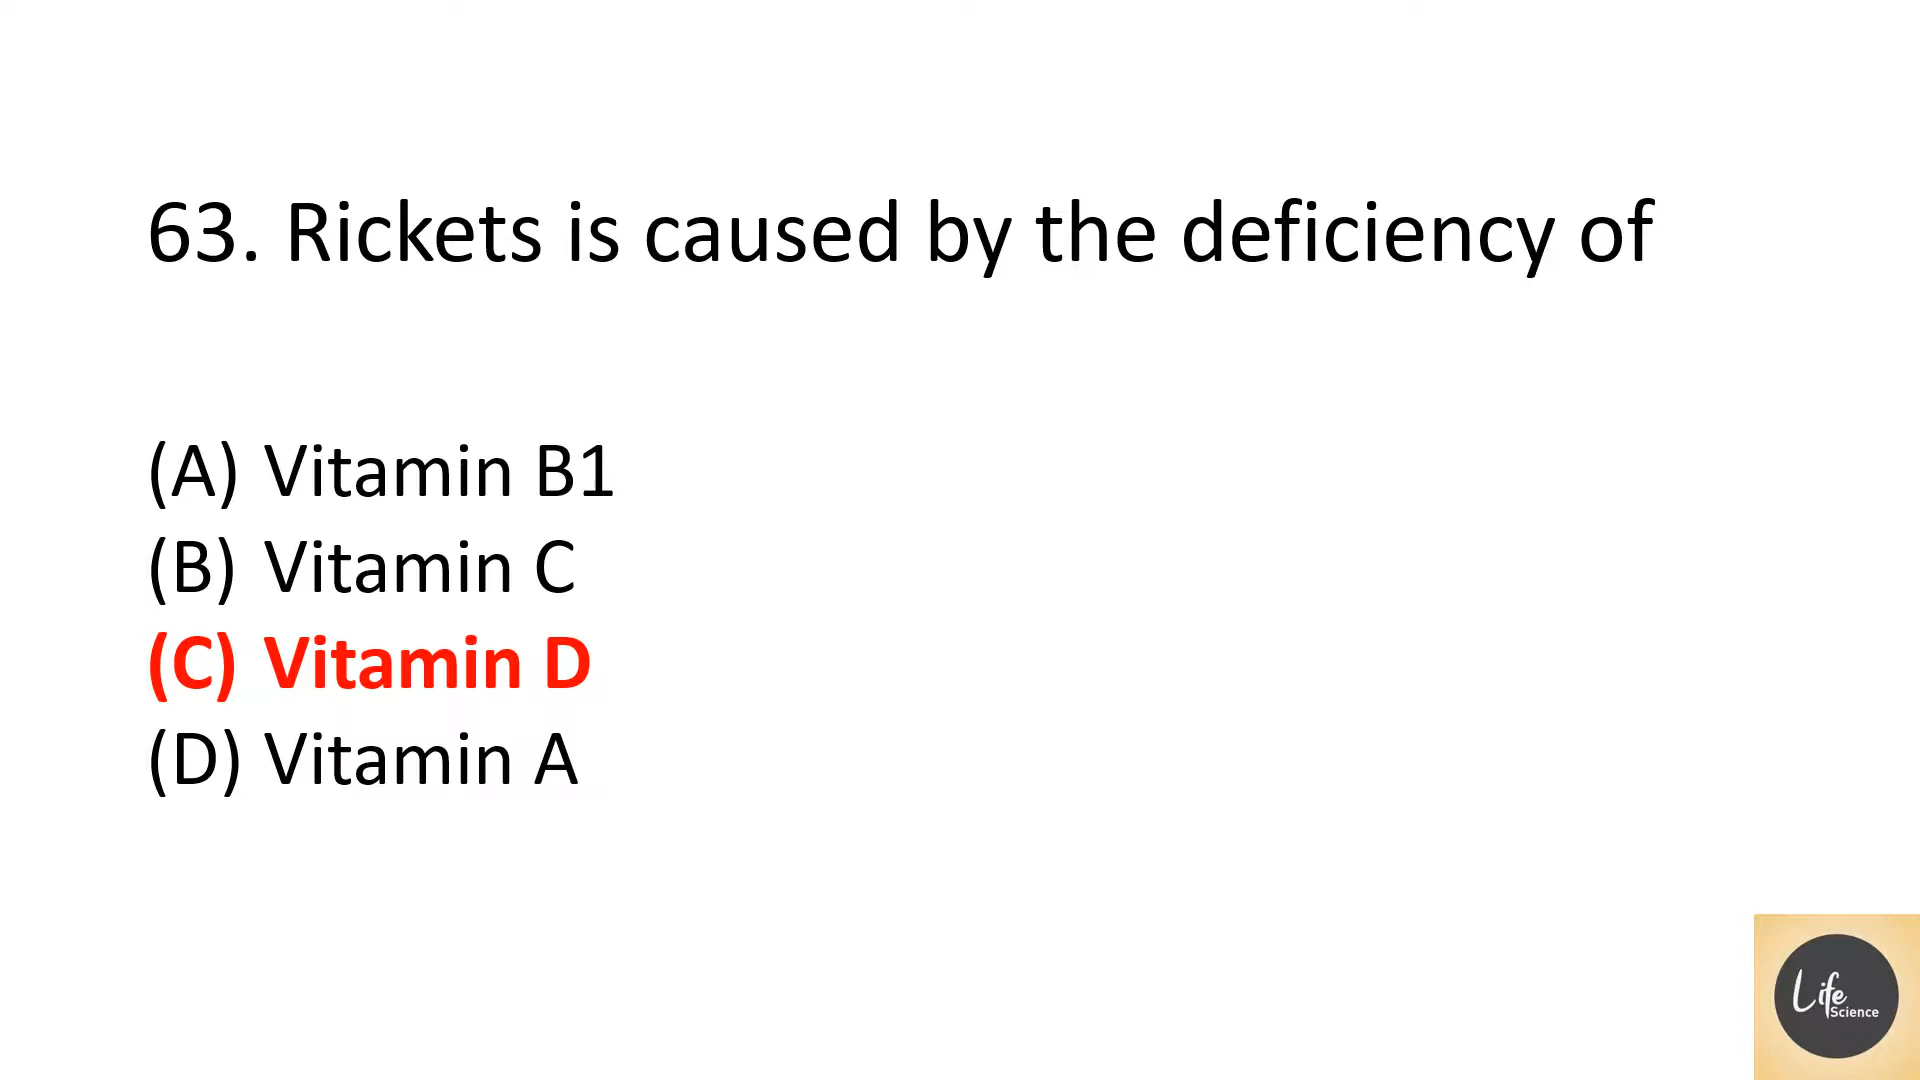 63. Rickets is caused by the deficiency of
(A) Vitamin B1
(B) Vitamin C
(C) Vitamin D
(D) Vitamin A
Life
Science